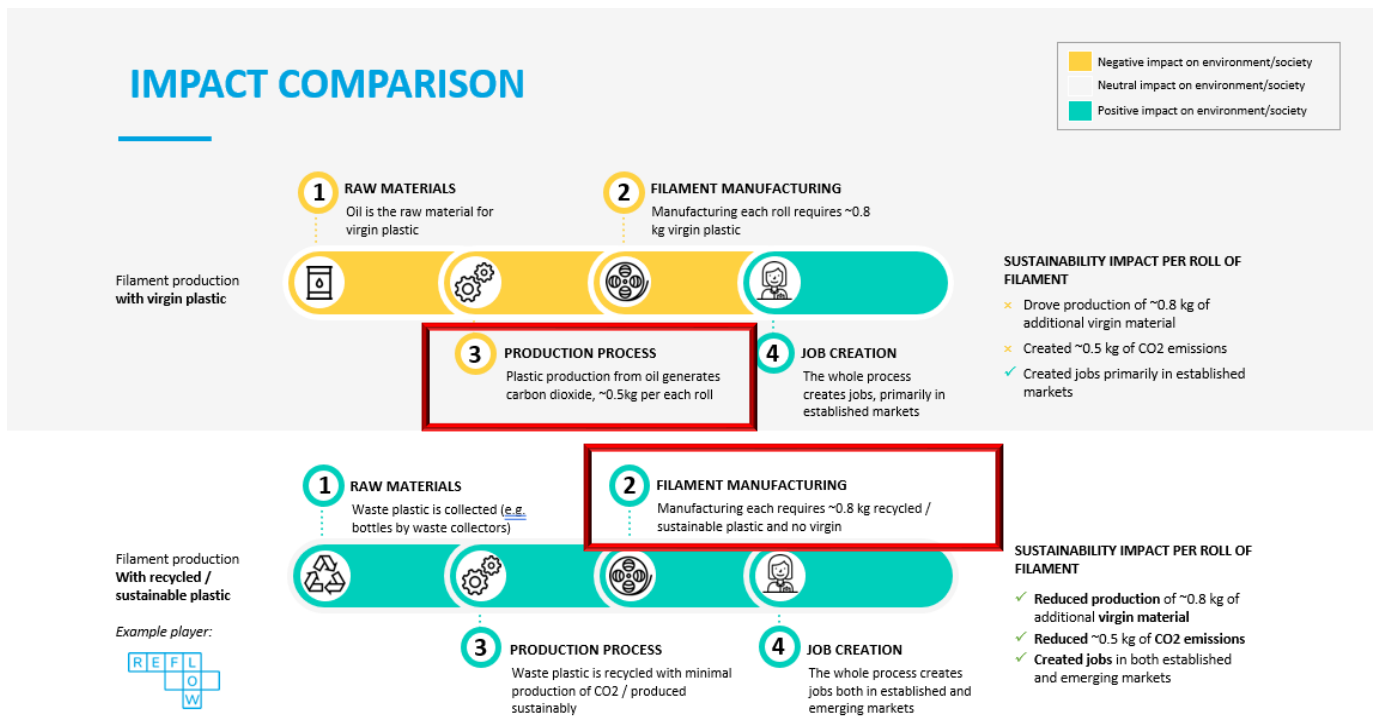 IMPACT COMPARISON
Negative impact on environment/society
Neutral impact on environment/society
Positive impact on environment/society
1
RAW MATERIALS
Oil is the raw material for
virgin plastic
2
FILAMENT MANUFACTURING
Manufacturing each roll requires ~0.8
kg virgin plastic
Filament production
with virgin plastic
3
PRODUCTION PROCESS
Plastic production from oil generates
carbon dioxide, ~0.5kg per each roll
4
JOB CREATION
The whole process
creates jobs, primarily in
established markets
SUSTAINABILITY IMPACT PER ROLL OF
FILAMENT
× Drove production of ~0.8 kg of
additional virgin material
× Created ~0.5 kg of CO2 emissions
✓ Created jobs primarily in established
markets
1
RAW MATERIALS
Waste plastic is collected (e.g.
bottles by waste collectors)
2
FILAMENT MANUFACTURING
Manufacturing each requires ~0.8 kg recycled /
sustainable plastic and no virgin
Filament production
With recycled /
sustainable plastic
Example player:
REFL
OW
3
PRODUCTION PROCESS
Waste plastic is recycled with minimal
production of CO2 / produced
sustainably
4
JOB CREATION
The whole process creates
jobs both in established and
emerging markets
SUSTAINABILITY IMPACT PER ROLL OF
FILAMENT
✓ Reduced production of ~0.8 kg of
additional virgin material
✓ Reduced ~0.5 kg of CO2 emissions
✓ Created jobs in both established
and emerging markets